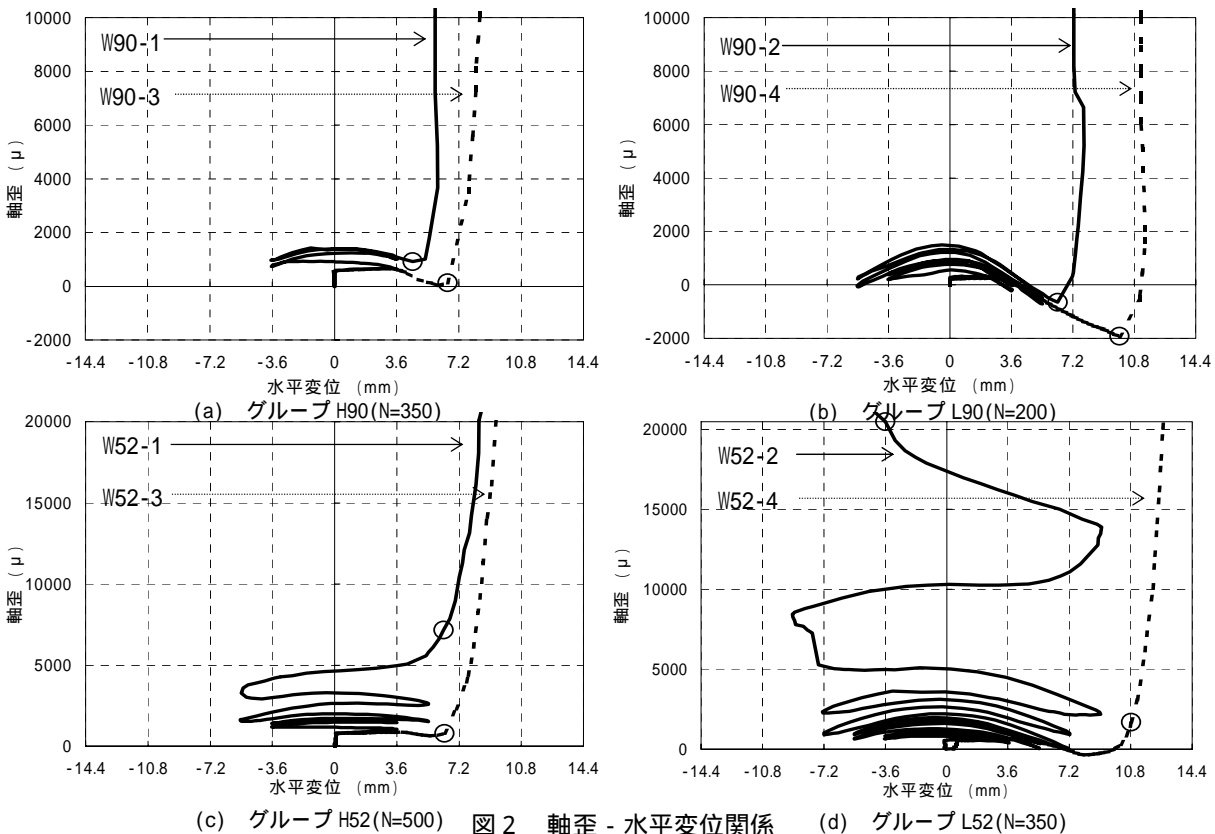 10000
8000
6000
4000
2000
0
-2000
軸歪 (μ)
W90-1
W90-3
-14.4 -10.8 -7.2 -3.6 0 3.6 7.2 10.8 14.4
水平変位 (mm)
(a) グループ H90(N=350)
10000
8000
6000
4000
2000
0
-2000
軸歪 (μ)
W90-2
W90-4
-14.4 -10.8 -7.2 -3.6 0 3.6 7.2 10.8 14.4
水平変位 (mm)
(b) グループ L90(N=200)
20000
15000
10000
5000
0
軸歪 (μ)
W52-1
W52-3
-14.4 -10.8 -7.2 -3.6 0 3.6 7.2 10.8 14.4
水平変位 (mm)
(c) グループ H52(N=500)
20000
15000
10000
5000
0
軸歪 (μ)
W52-2
W52-4
-14.4 -10.8 -7.2 -3.6 0 3.6 7.2 10.8 14.4
水平変位 (mm)
(d) グループ L52(N=350)
図2 軸歪 - 水平変位関係